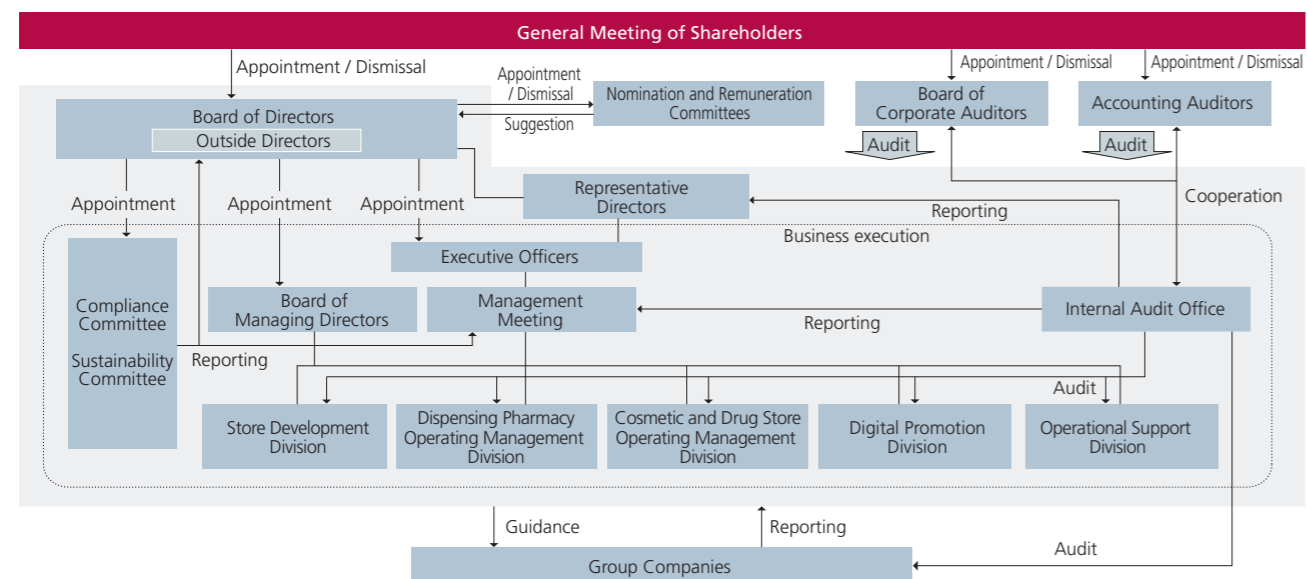 General Meeting of Shareholders
Appointment / Dismissal
Appointment / Dismissal
Appointment / Dismissal
Appointment
/ Dismissal
Suggestion
Board of Directors
Outside Directors
Nomination and Remuneration
Committees
Board of
Corporate Auditors
Accounting Auditors
Audit
Audit
Representative
Directors
Appointment
Appointment
Appointment
Reporting
Cooperation
Business execution
Executive Officers
Compliance
Committee
Sustainability
Committee
Board of
Managing Directors
Management
Meeting
Internal Audit Office
Reporting
Reporting
Audit
Store Development
Division
Dispensing Pharmacy
Operating Management
Division
Cosmetic and Drug Store
Operating Management
Division
Digital Promotion
Division
Operational Support
Division
Guidance
Reporting
Audit
Group Companies